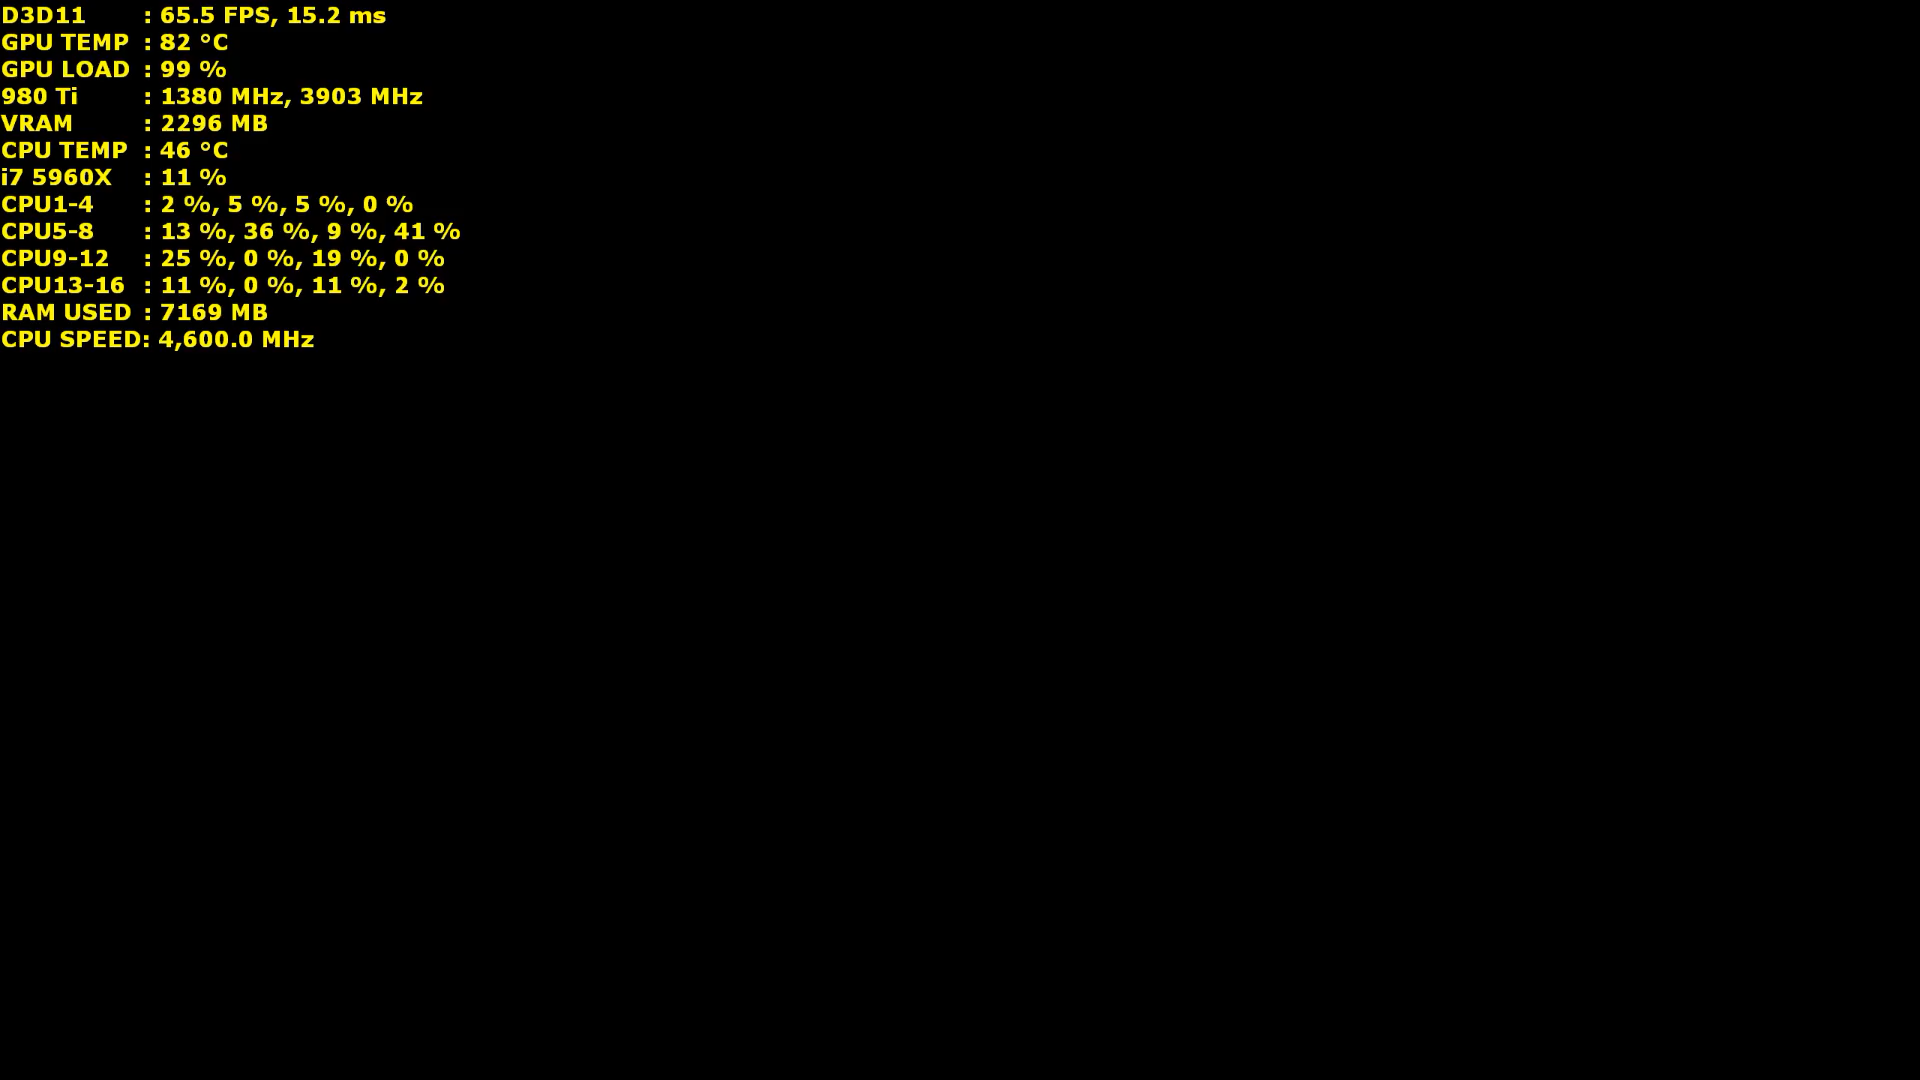 D3D11 : 65.5 FPS, 15.2 ms
GPU TEMP : 82 °C
GPU LOAD : 99 %
980 Ti : 1380 MHz, 3903 MHz
VRAM : 2296 MB
CPU TEMP : 46 °C
i7 5960X : 11 %
CPU1-4 : 2 %, 5 %, 5 %, 0 %
CPU5-8 : 13 %, 36 %, 9 %, 41 %
CPU9-12 : 25 %, 0 %, 19 %, 0 %
CPU13-16 : 11 %, 0 %, 11 %, 2 %
RAM USED : 7169 MB
CPU SPEED: 4,600.0 MHz